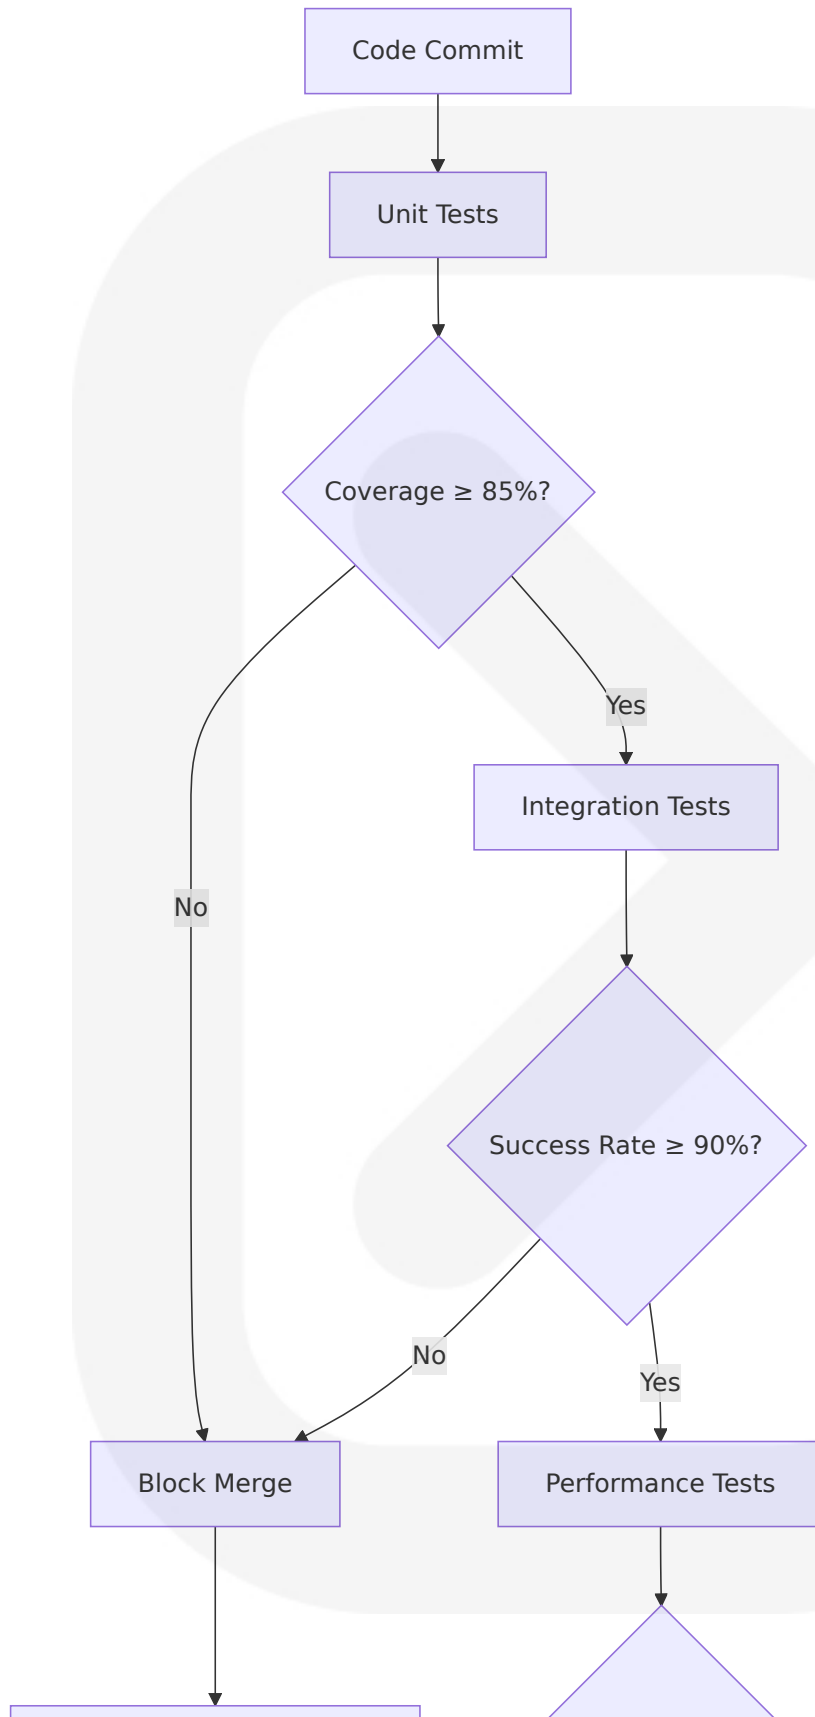 Code Commit
Unit Tests
Coverage ≥ 85%?
Yes
Integration Tests
No
Success Rate ≥ 90%?
No
Yes
Block Merge
Performance Tests